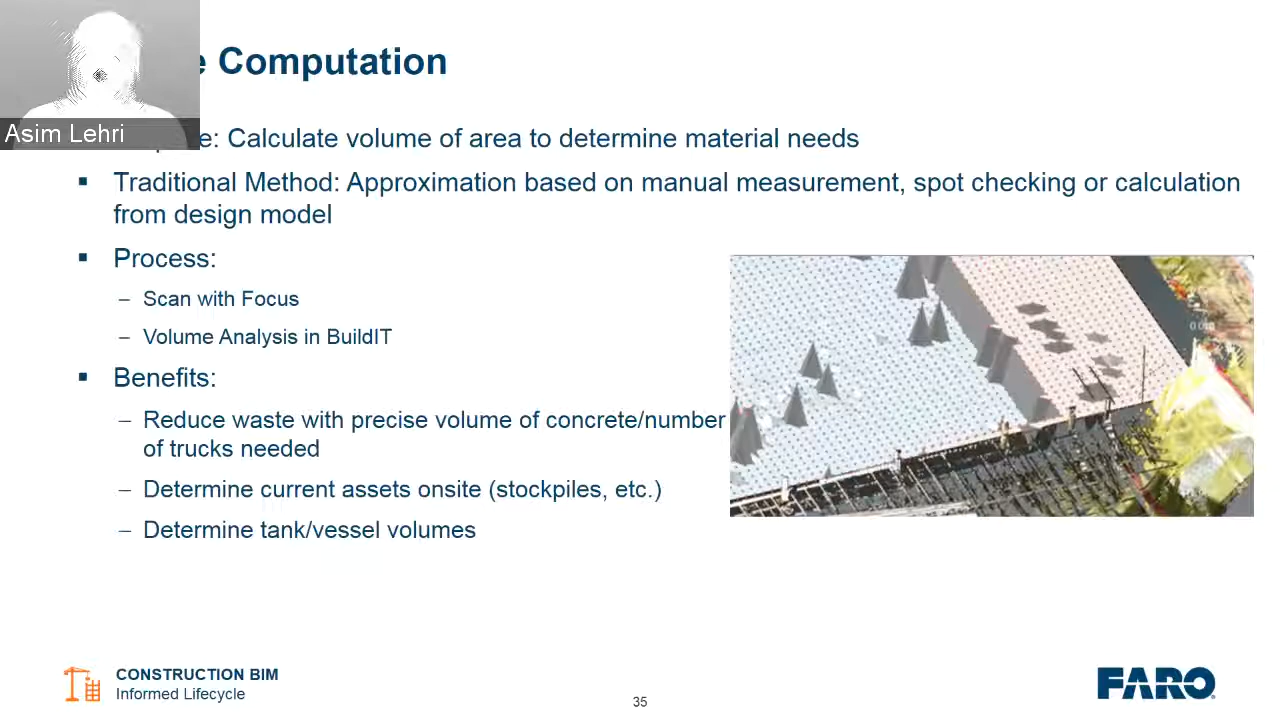 e Computation
Asim Lehri
e: Calculate volume of area to determine material needs
▪ Traditional Method: Approximation based on manual measurement, spot checking or calculation
from design model
▪ Process:
– Scan with Focus
– Volume Analysis in BuildIT
▪ Benefits:
– Reduce waste with precise volume of concrete/number
of trucks needed
– Determine current assets onsite (stockpiles, etc.)
– Determine tank/vessel volumes
CONSTRUCTION BIM
Informed Lifecycle
35
FARO